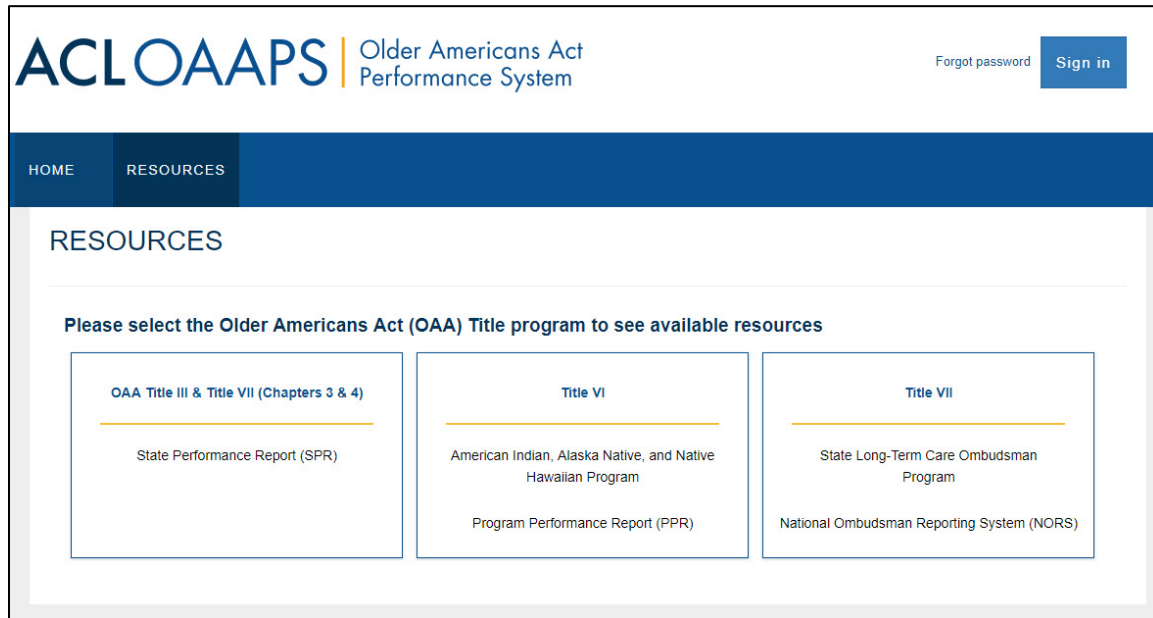 ACL OAAPS
Older Americans Act
Performance System
Forgot password
Sign in
HOME
RESOURCES
RESOURCES
Please select the Older Americans Act (OAA) Title program to see available resources
OAA Title III & Title VII (Chapters 3 & 4)
State Performance Report (SPR)
Title VI
American Indian, Alaska Native, and Native
Hawaiian Program
Program Performance Report (PPR)
Title VII
State Long-Term Care Ombudsman
Program
National Ombudsman Reporting System (NORS)